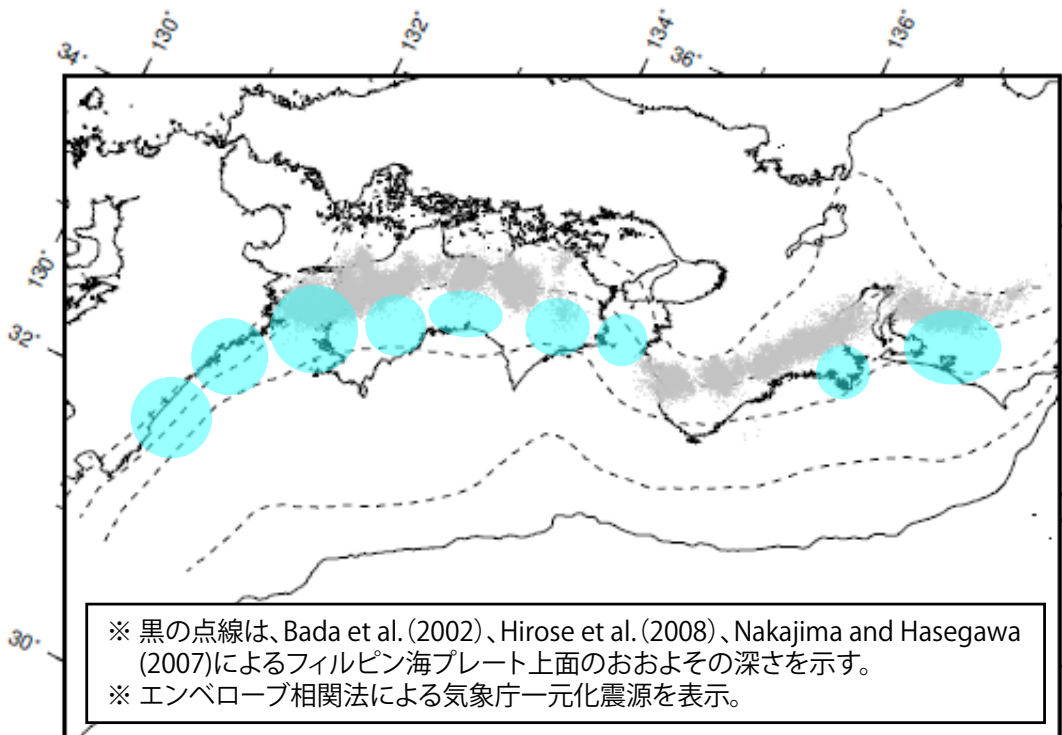 34° 130° 132° 134° 36° 136°
130°
32°
30°
※ 黒の点線は、Bada et al.（2002）、Hirose et al.（2008）、Nakajima and Hasegawa
(2007)によるフィルピン海プレート上面のおおよその深さを示す。
※ エンベローブ相関法による気象庁一元化震源を表示。